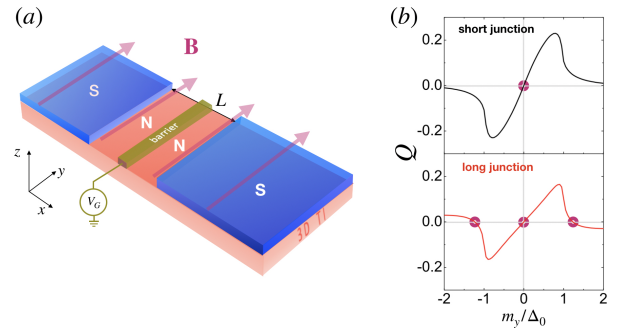 (a)
B
S
L
N
barrier
N
S
z
y
x
V_G
3D TI
(b)
short junction
0.2
0.0
-0.2
Q
long junction
0.2
0.0
-0.2
-2 -1 0 1 2
m_y/Δ_0